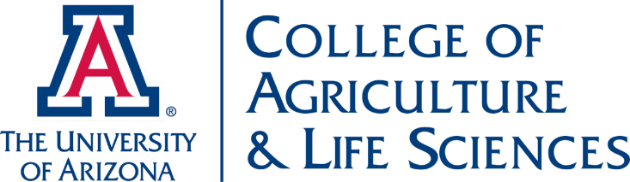 A®
THE UNIVERSITY
OF ARIZONA
COLLEGE OF
AGRICULTURE
& LIFE SCIENCES